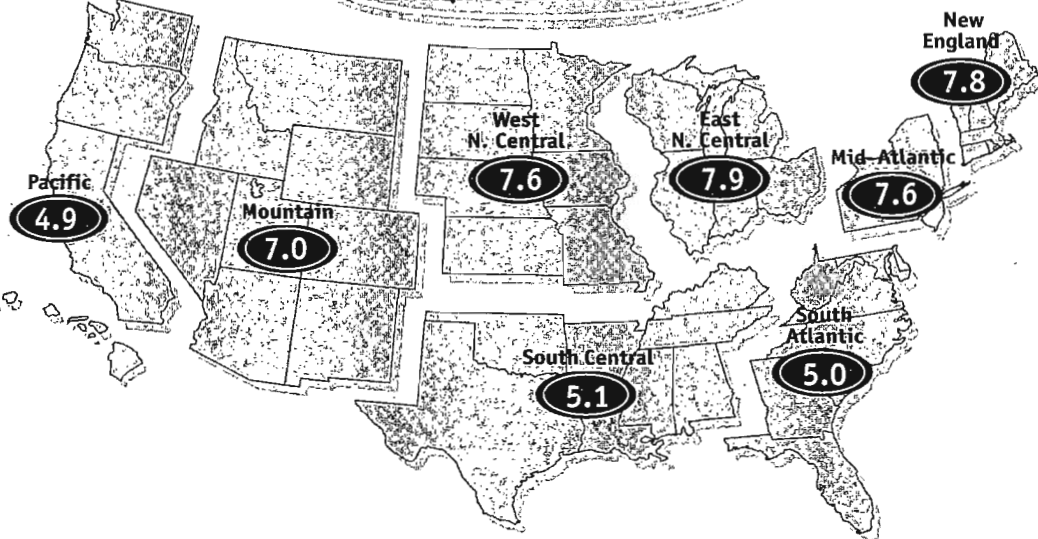 New
England
7.8
West
N. Central
7.6
East
N. Central
7.9
Mid-Atlantic
7.6
Pacific
4.9
Mountain
7.0
South Central
5.1
South
Atlantic
5.0